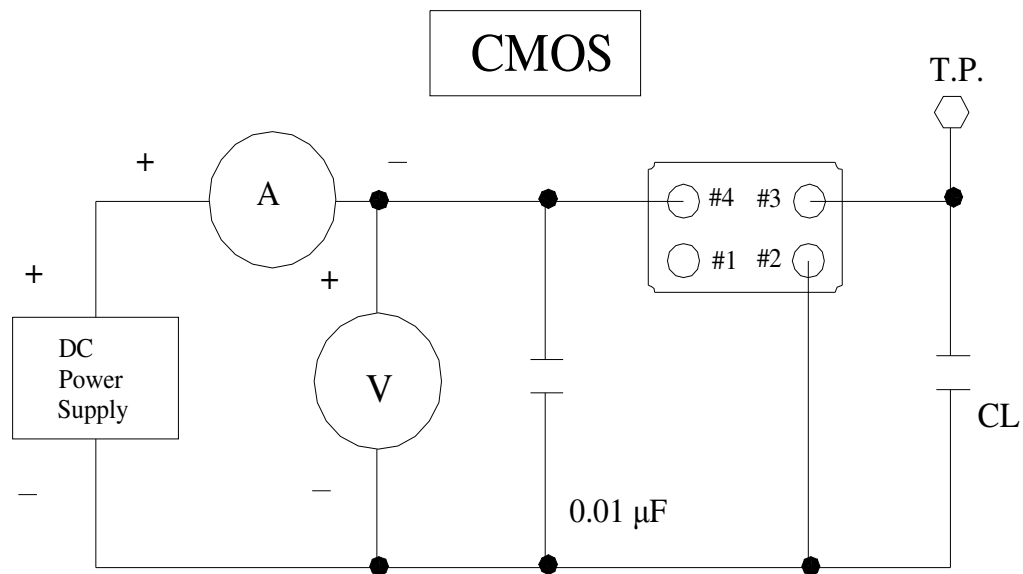 CMOS
T.P.
+
A
–
#4 #3
#1 #2
+
+
DC
Power
Supply
V
CL
–
–
0.01 μF